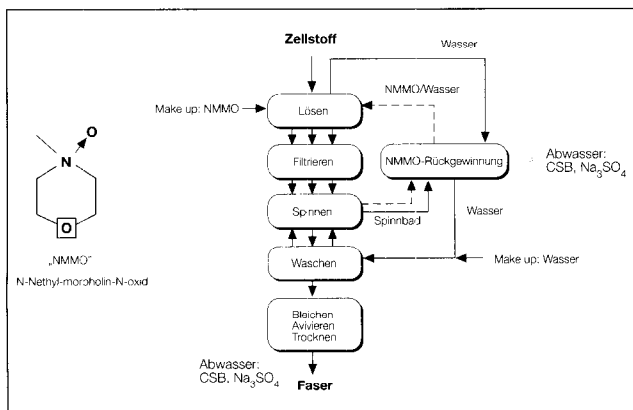 Zellstoff
Wasser
NMMO/Wasser
Make up: NMMO
Lösen
Filtrieren
NMMO-Rückgewinnung
Abwasser:
CSB, Na₃SO₄
Spinnen
Spinnbad
Wasser
Waschen
Make up: Wasser
Bleichen
Avivieren
Trocknen
Abwasser:
CSB, Na₃SO₄
Faser
O
N
O
„NMMO"
N-Nethyl-morpholin-N-oxid